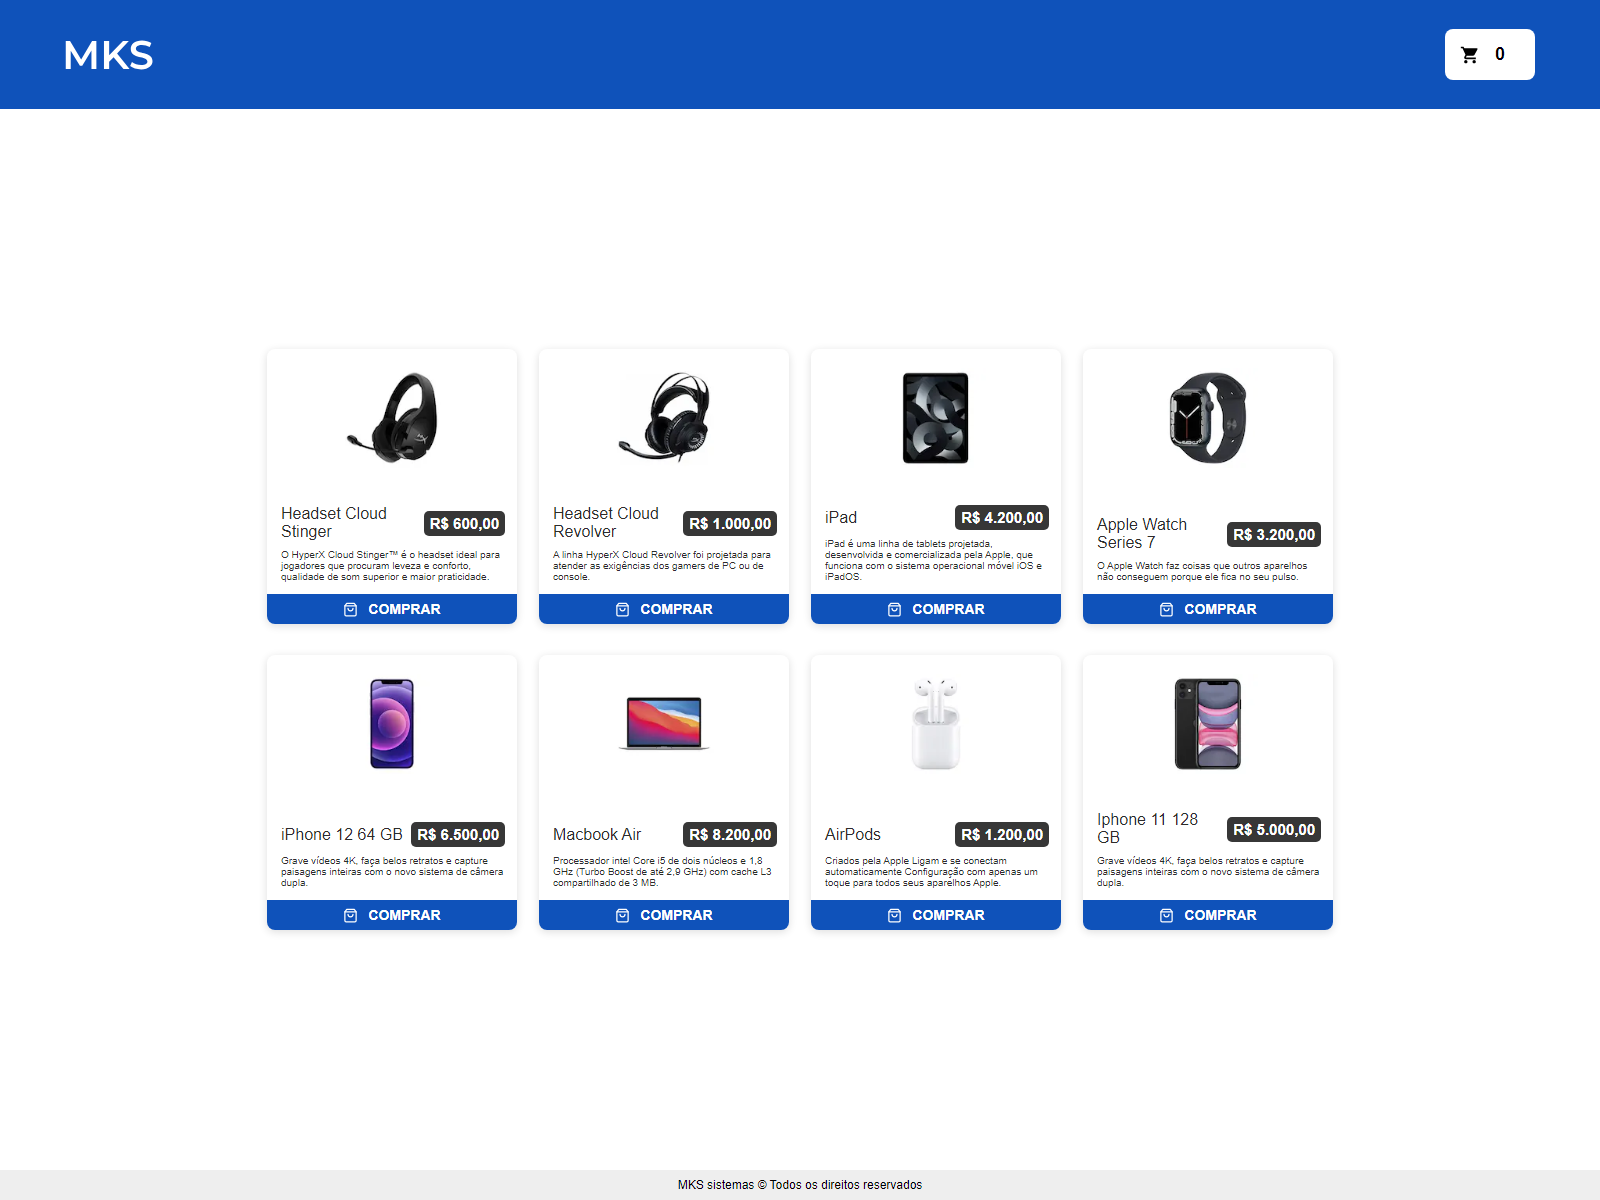 MKS
0
Headset Cloud
Stinger
R$ 600,00
O HyperX Cloud Stinger™ é o headset ideal para
jogadores que procuram leveza e conforto,
qualidade de som superior e maior praticidade.
COMPRAR
Headset Cloud
Revolver
R$ 1.000,00
A linha HyperX Cloud Revolver foi projetada para
atender as exigências dos gamers de PC ou de
console.
COMPRAR
iPad
R$ 4.200,00
iPad é uma linha de tablets projetada,
desenvolvida e comercializada pela Apple, que
funciona com o sistema operacional móvel iOS e
iPadOS.
COMPRAR
Apple Watch
Series 7
R$ 3.200,00
O Apple Watch faz coisas que outros aparelhos
não conseguem porque ele fica no seu pulso.
COMPRAR
iPhone 12 64 GB
R$ 6.500,00
Grave vídeos 4K, faça belos retratos e capture
paisagens inteiras com o novo sistema de câmera
dupla.
COMPRAR
Macbook Air
R$ 8.200,00
Processador intel Core i5 de dois núcleos e 1,8
GHz (Turbo Boost de até 2,9 GHz) com cache L3
compartilhado de 3 MB.
COMPRAR
AirPods
R$ 1.200,00
Criados pela Apple Ligam e se conectam
automaticamente Configuração com apenas um
toque para todos seus aparelhos Apple.
COMPRAR
Iphone 11 128
GB
R$ 5.000,00
Grave vídeos 4K, faça belos retratos e capture
paisagens inteiras com o novo sistema de câmera
dupla.
COMPRAR
MKS sistemas © Todos os direitos reservados